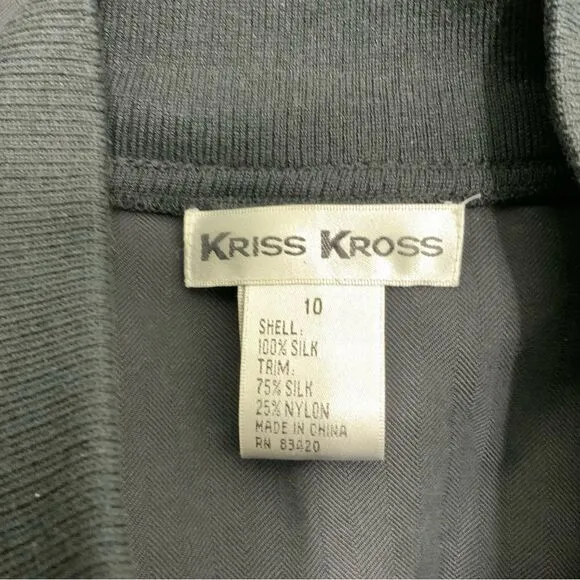 KRISS KROSS
10
SHELL:
100% SILK
TRIM:
75% SILK
25% NYLON
MADE IN CHINA
RN 83420